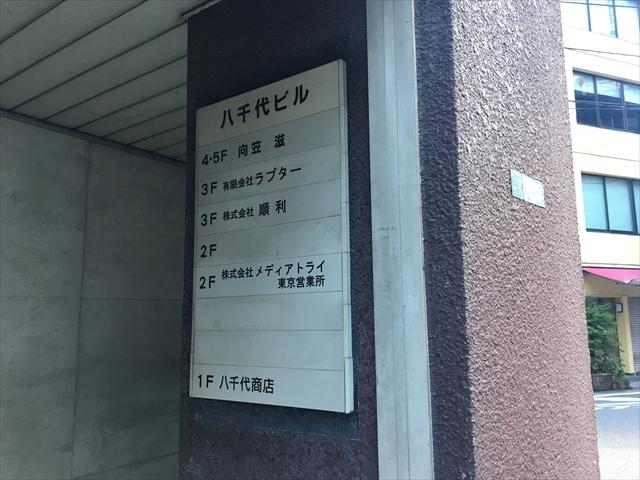 八千代ビル
4・5F 向笠 滋
3F 有限会社ラプター
3F 株式会社 順利
2F
2F 株式会社 メディアトライ
東京営業所
1F 八千代商店